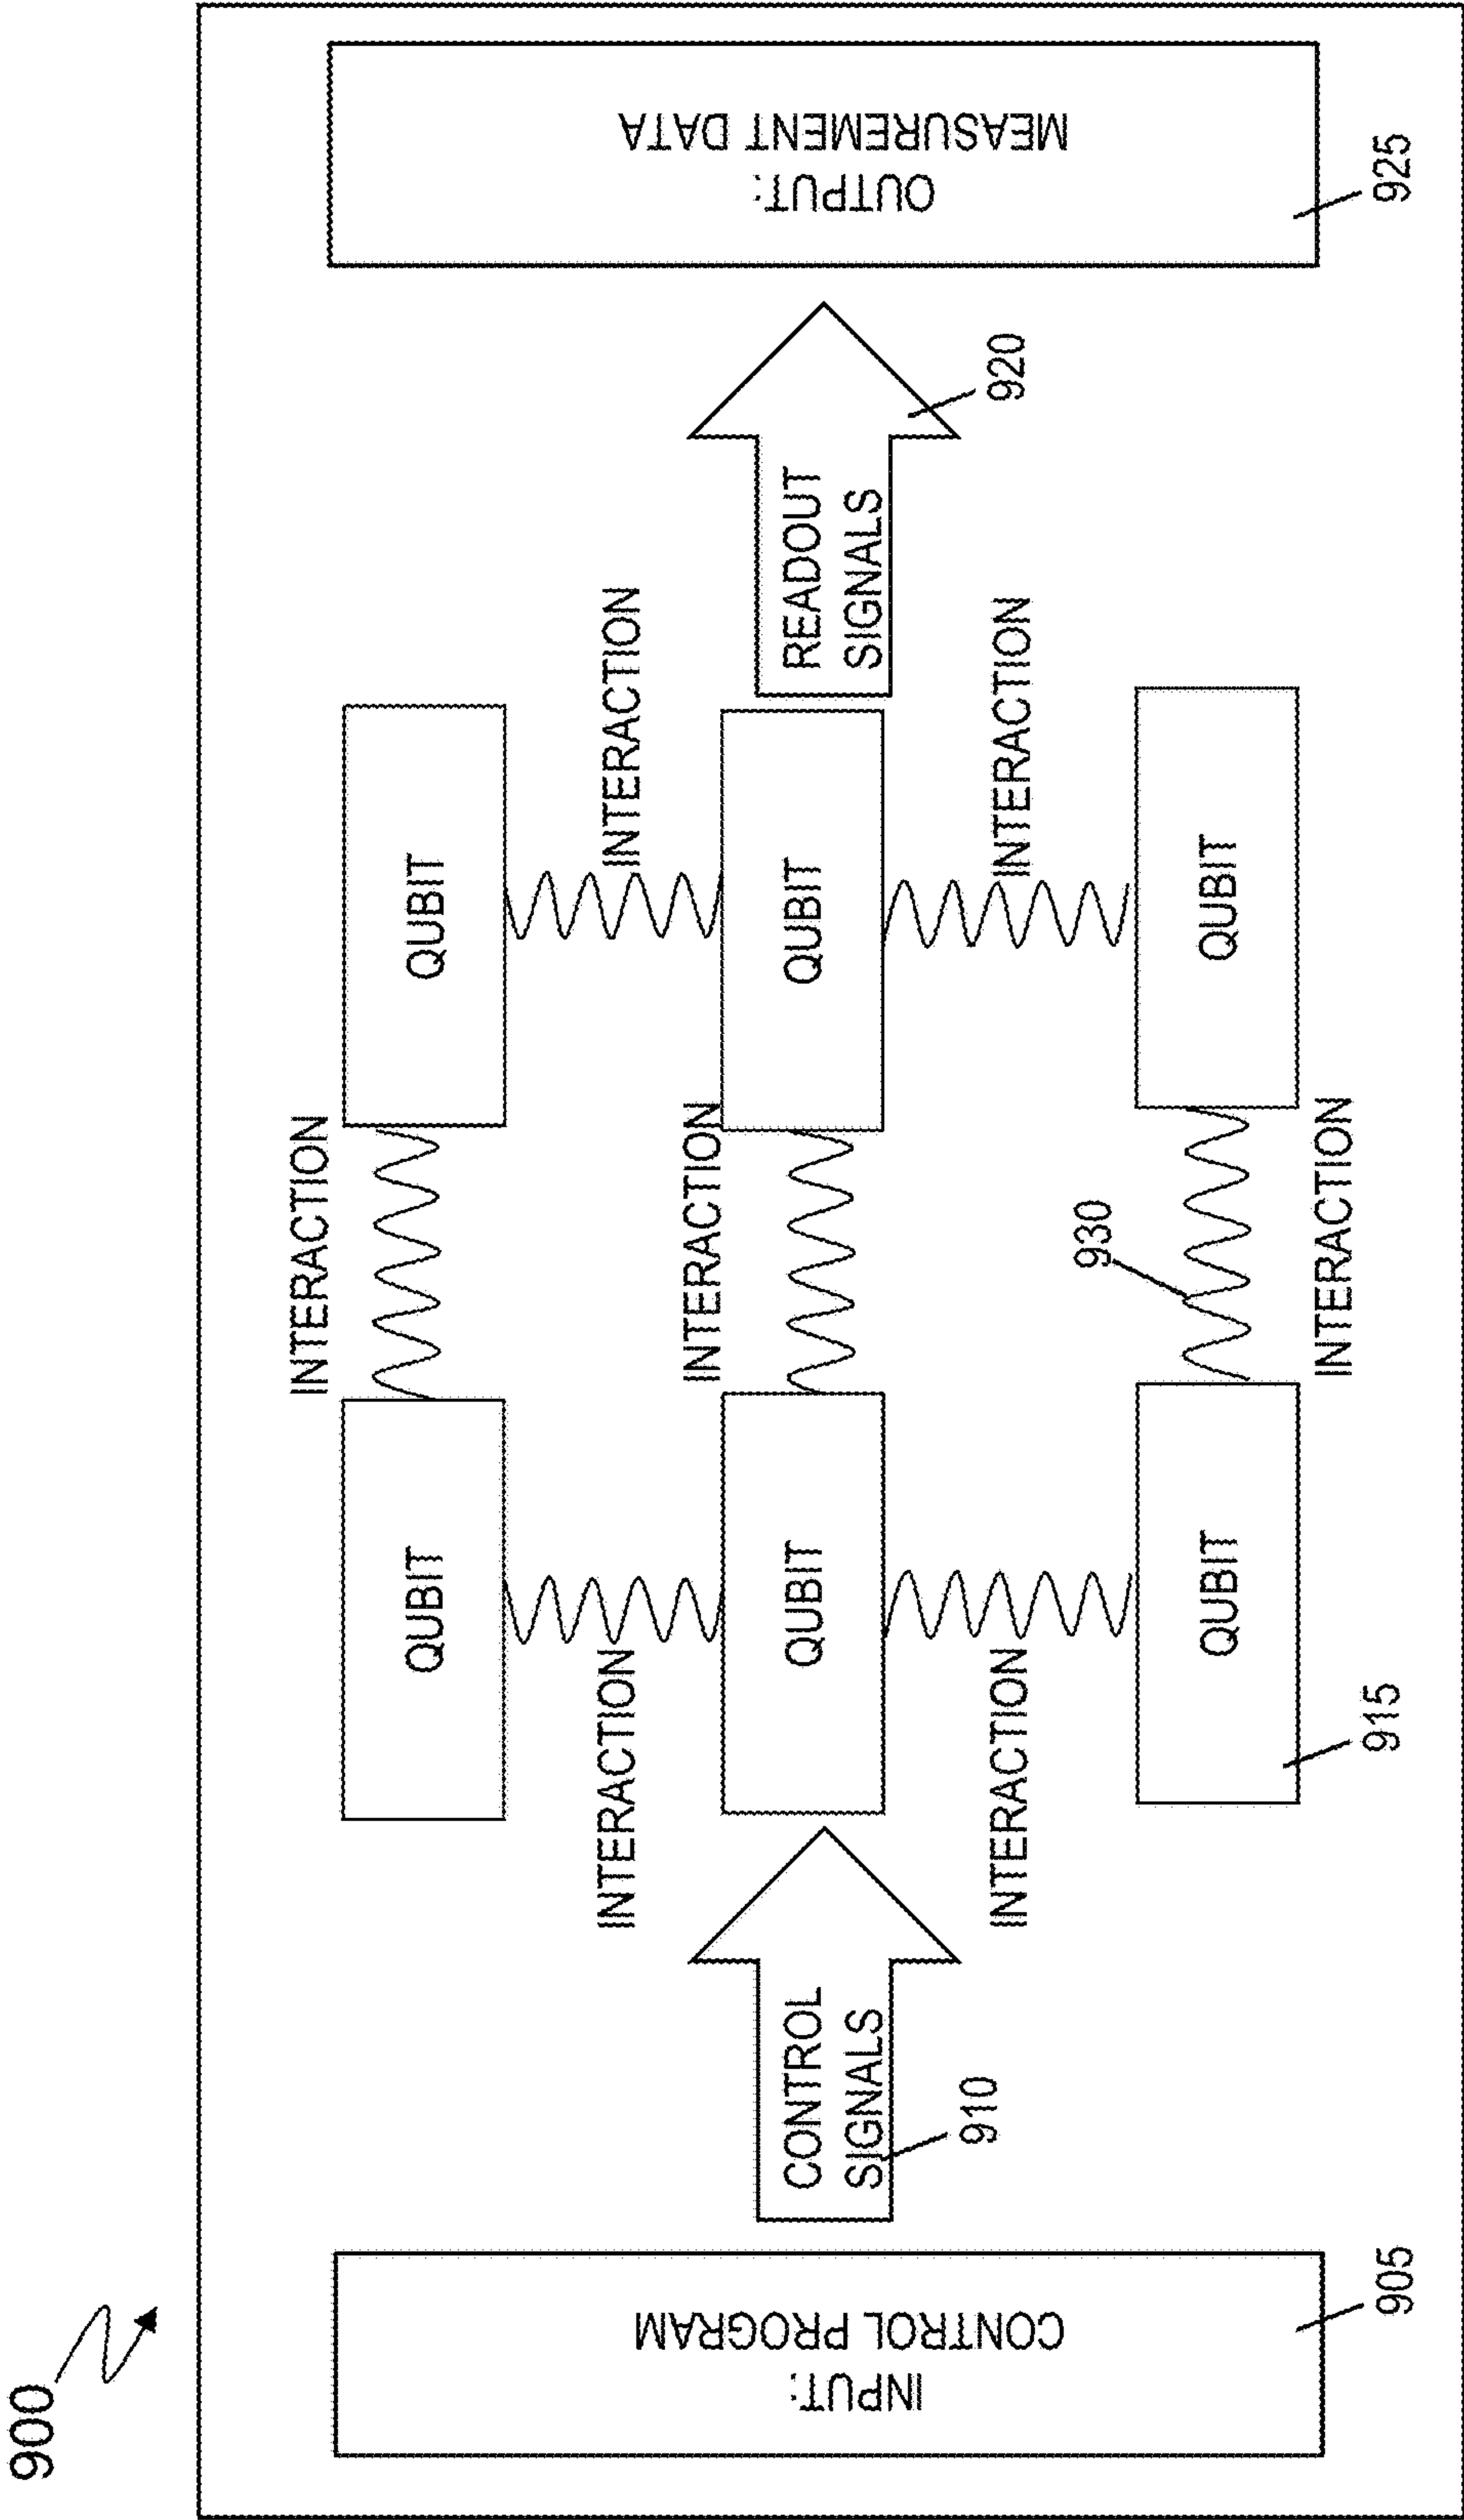 900
INPUT:
CONTROL PROGRAM
905
CONTROL
SIGNALS
910
INTERACTION
INTERACTION
QUBIT
QUBIT
QUBIT
915
INTERACTION
INTERACTION
930
INTERACTION
QUBIT
QUBIT
QUBIT
INTERACTION
INTERACTION
READOUT
SIGNALS
920
OUTPUT:
MEASUREMENT DATA
925